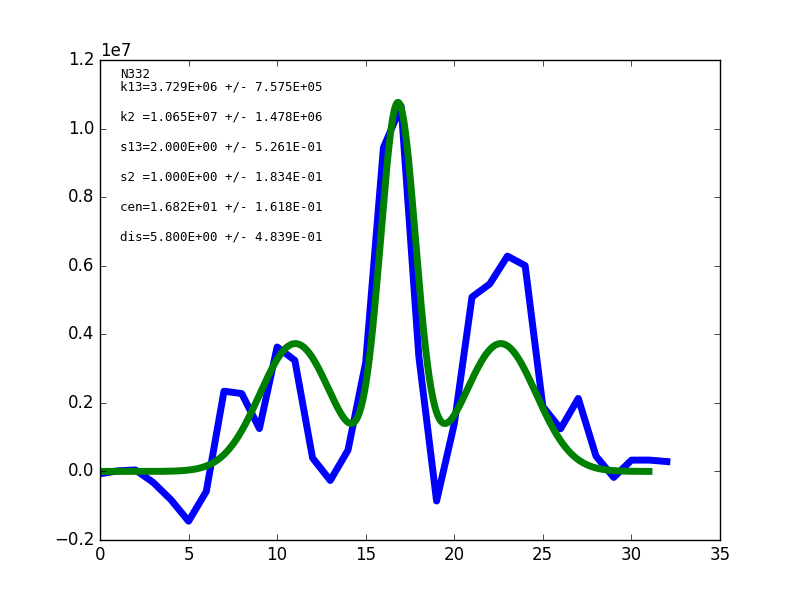 1e7
N332
k13=3.729E+06 +/- 7.575E+05
k2 =1.065E+07 +/- 1.478E+06
s13=2.000E+00 +/- 5.261E-01
s2 =1.000E+00 +/- 1.834E-01
cen=1.682E+01 +/- 1.618E-01
dis=5.800E+00 +/- 4.839E-01
1.2
1.0
0.8
0.6
0.4
0.2
0.0
−0.2
0 5 10 15 20 25 30 35